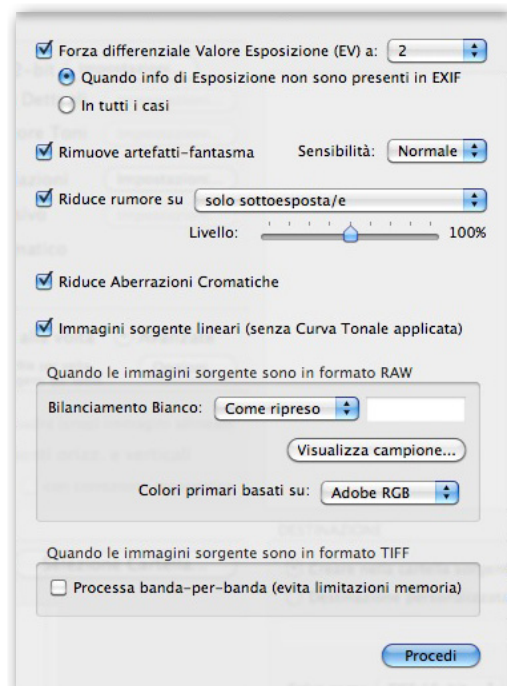 Forza differenziale Valore Esposizione (EV) a: 2
Quando info di Esposizione non sono presenti in EXIF
In tutti i casi
Rimuove artefatti-fantasma Sensibilità: Normale
Riduce rumore su solo sottoesposta/e
Livello: 100%
Riduce Aberrazioni Cromatiche
Immagini sorgente lineari (senza Curva Tonale applicata)
Quando le immagini sorgente sono in formato RAW
Bilanciamento Bianco: Come ripreso
Visualizza campione...
Colori primari basati su: Adobe RGB
DESTINAZIONE
Quando le immagini sorgente sono in formato TIFF
Processa banda-per-banda (evita limitazioni memoria)
Procedi